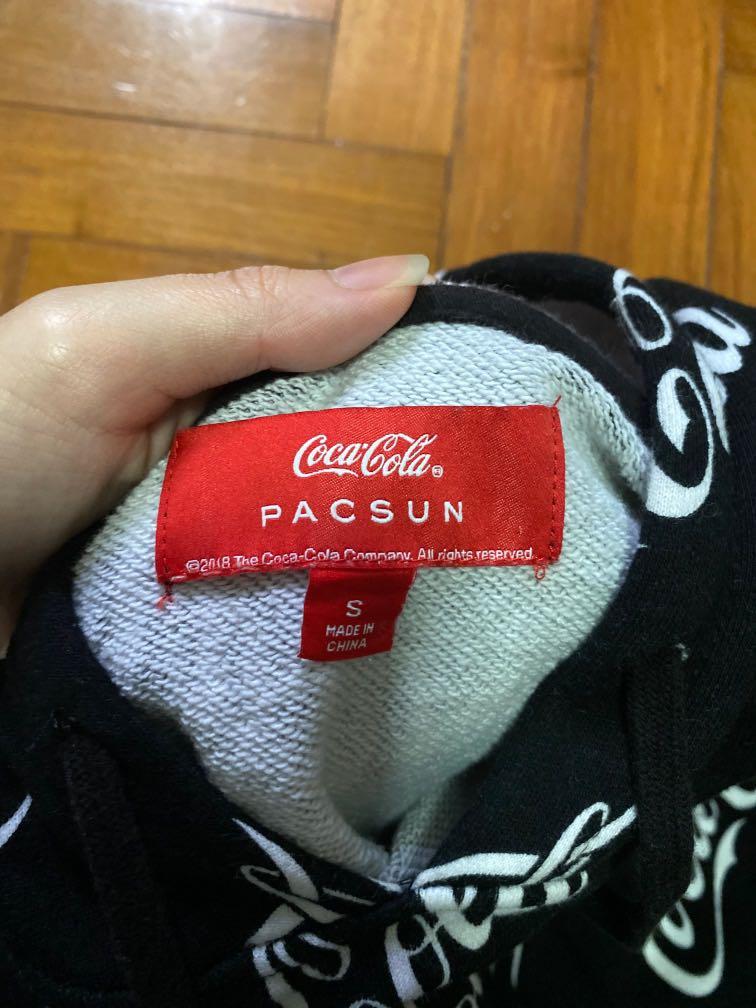 Coca-Cola®
PACSUN
©2018 The Coca-Cola Company. All rights reserved.
S
MADE IN
CHINA